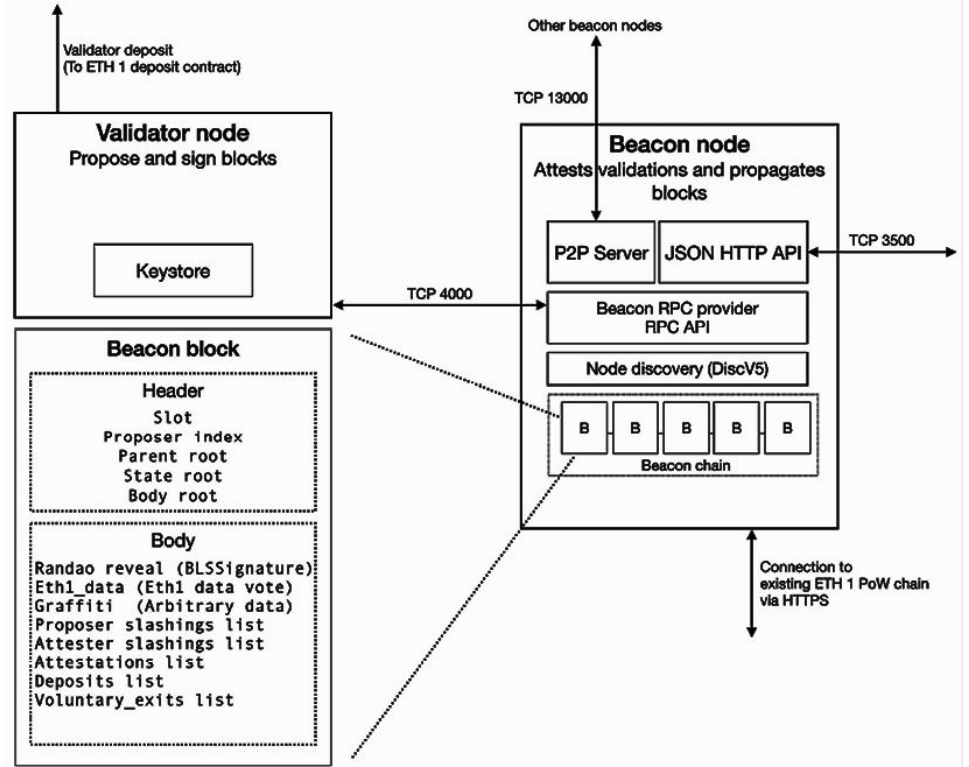 Validator deposit
(To ETH 1 deposit contract)
Validator node
Propose and sign blocks
Keystore
Beacon block
Header
Slot
Proposer index
Parent root
State root
Body root
Body
Randao reveal (BLSSignature)
Eth1_data (Eth1 data vote)
Graffiti (Arbitrary data)
Proposer slashings list
Attester slashings list
Attestations list
Deposits list
Voluntary_exits list
TCP 4000
Other beacon nodes
TCP 13000
Beacon node
Attests validations and propagates
blocks
P2P Server
JSON HTTP API
TCP 3500
Beacon RPC provider
RPC API
Node discovery (DiscV5)
B B B B B
Beacon chain
Connection to
existing ETH 1 PoW chain
via HTTPS